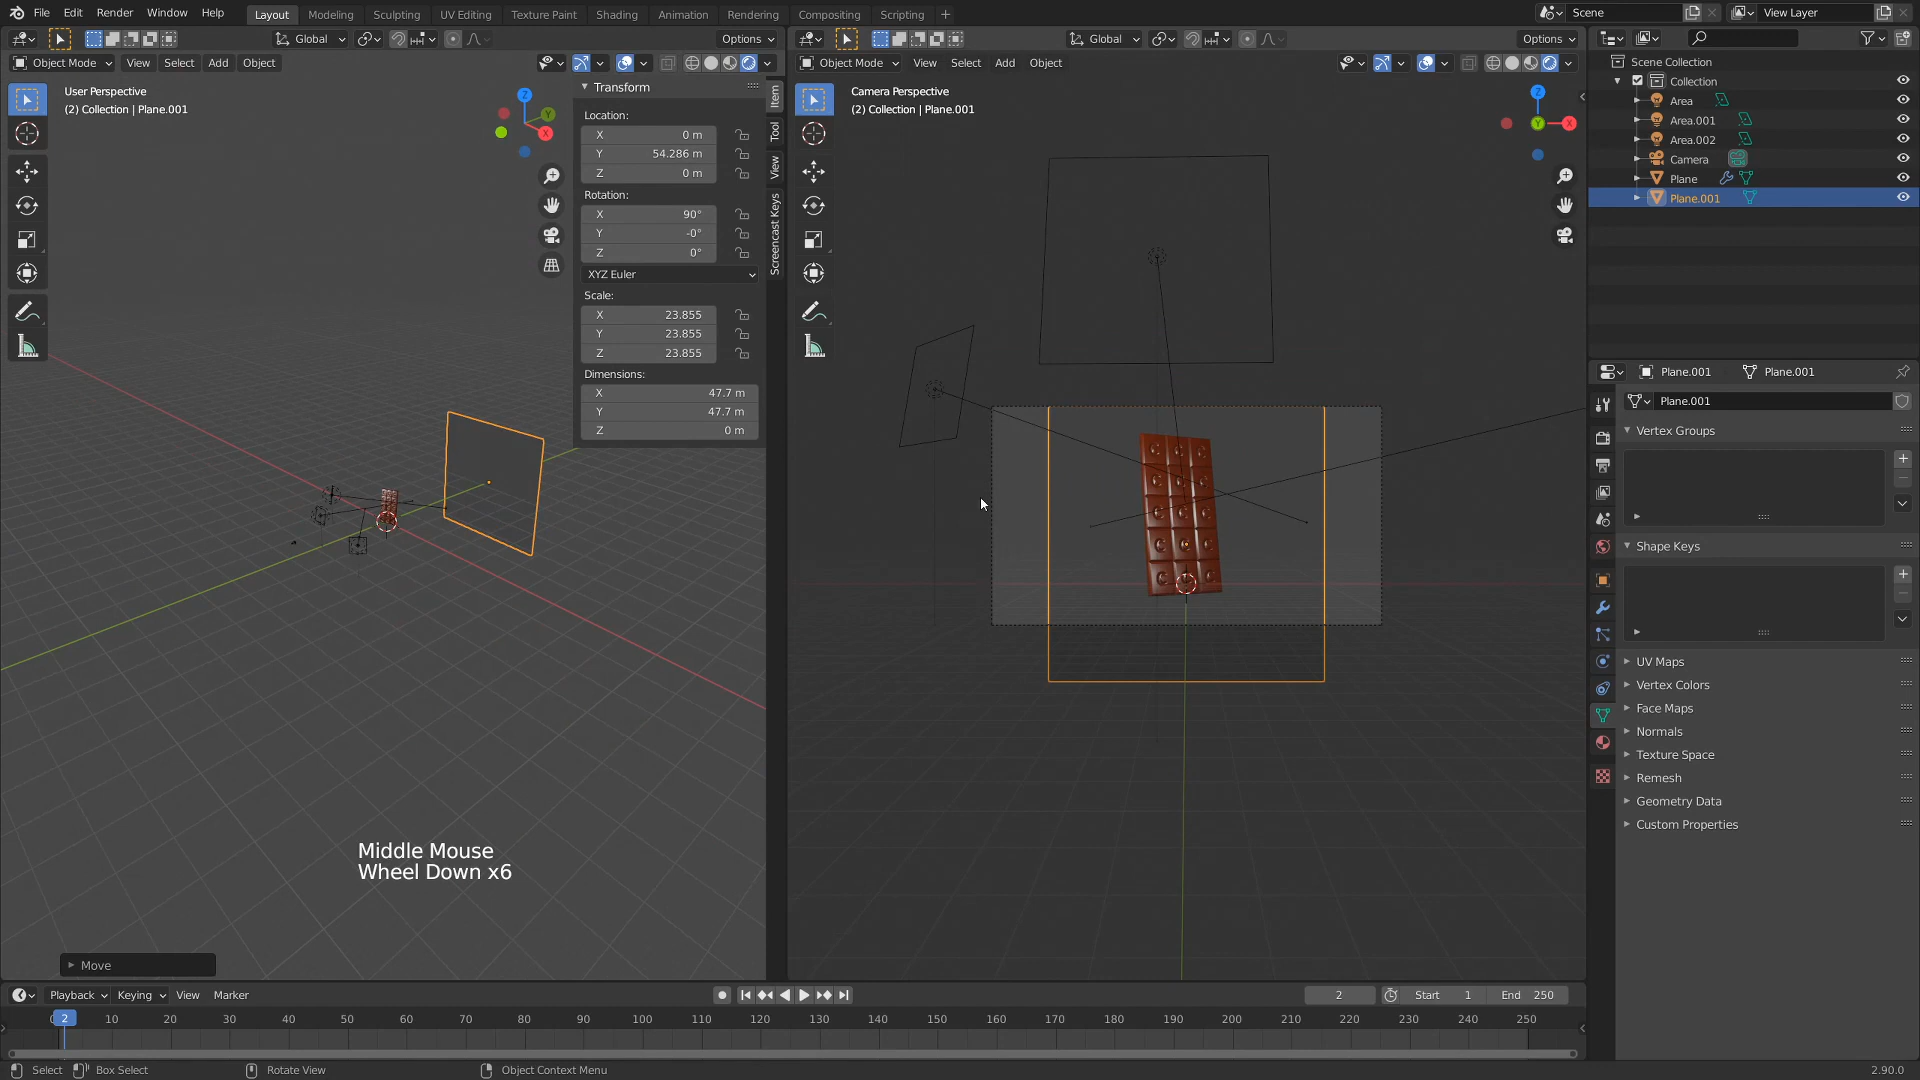 File Edit Render Window Help Layout Modeling Sculpting UV Editing Texture Paint Shading Animation Rendering Compositing Scripting + Scene View Layer
Global Options Global Options
Object Mode View Select Add Object Object Mode View Select Add Object
User Perspective
(2) Collection | Plane.001
Z
Y
X
Transform
Location:
X 0 m
Y 54.286 m
Z 0 m
Rotation:
X 90°
Y -0°
Z 0°
XYZ Euler
Scale:
X 23.855
Y 23.855
Z 23.855
Dimensions:
X 47.7 m
Y 47.7 m
Z 0 m
Item
Tool
View
Screencast Keys
Camera Perspective
(2) Collection | Plane.001
Z
Y
X
Scene Collection
Collection
Area
Area.001
Area.002
Camera
Plane
Plane.001
Plane.001 Plane.001
Plane.001
Vertex Groups
Shape Keys
UV Maps
Vertex Colors
Face Maps
Normals
Texture Space
Remesh
Geometry Data
Custom Properties
Middle Mouse
Wheel Down x6
Move
Playback Keying View Marker 2 Start 1 End 250
2 10 20 30 40 50 60 70 80 90 100 110 120 130 140 150 160 170 180 190 200 210 220 230 240 250
Select Box Select Rotate View Object Context Menu 2.90.0